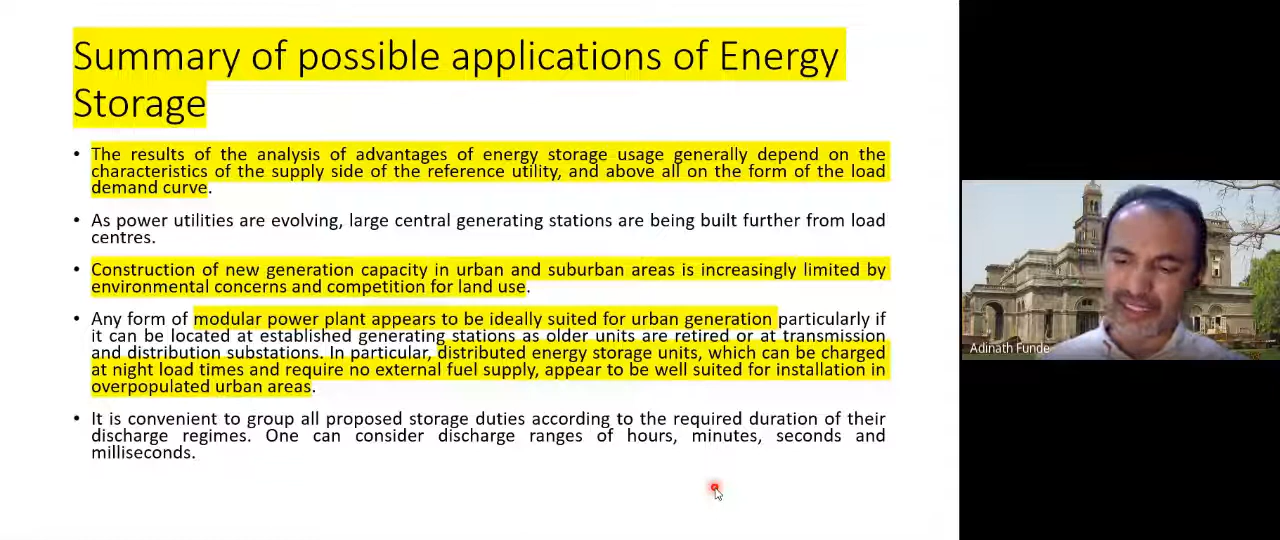 Summary of possible applications of Energy
Storage
• The results of the analysis of advantages of energy storage usage generally depend on the
characteristics of the supply side of the reference utility, and above all on the form of the load
demand curve.
• As power utilities are evolving, large central generating stations are being built further from load
centres.
• Construction of new generation capacity in urban and suburban areas is increasingly limited by
environmental concerns and competition for land use.
• Any form of modular power plant appears to be ideally suited for urban generation particularly if
it can be located at established generating stations as older units are retired or at transmission
and distribution substations. In particular, distributed energy storage units, which can be charged
at night load times and require no external fuel supply, appear to be well suited for installation in
overpopulated urban areas.
• It is convenient to group all proposed storage duties according to the required duration of their
discharge regimes. One can consider discharge ranges of hours, minutes, seconds and
milliseconds.
Adinath Funde